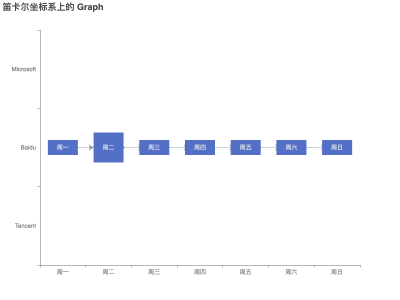 笛卡尔坐标系上的 Graph
Microsoft
Baidu
周一 周二 周三 周四 周五 周六 周日
Tencent
周一 周二 周三 周四 周五 周六 周日